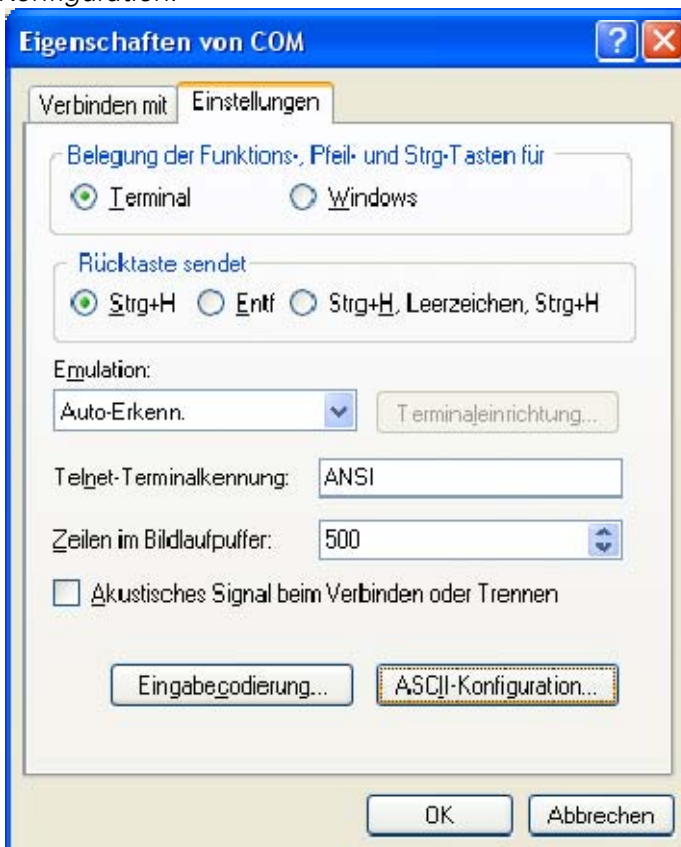 Konfiguration.
Eigenschaften von COM
Verbinden mit Einstellungen
Belegung der Funktions-, Pfeil- und Strg-Tasten für
Terminal Windows
Rücktaste sendet
Strg+H Entf Strg+H, Leerzeichen, Strg+H
Emulation:
Auto-Erkenn. Terminaleinrichtung...
Telnet-Terminalkennung: ANSI
Zeilen im Bildlaufpuffer: 500
Akustisches Signal beim Verbinden oder Trennen
Eingabecodierung... ASCII-Konfiguration...
OK Abbrechen